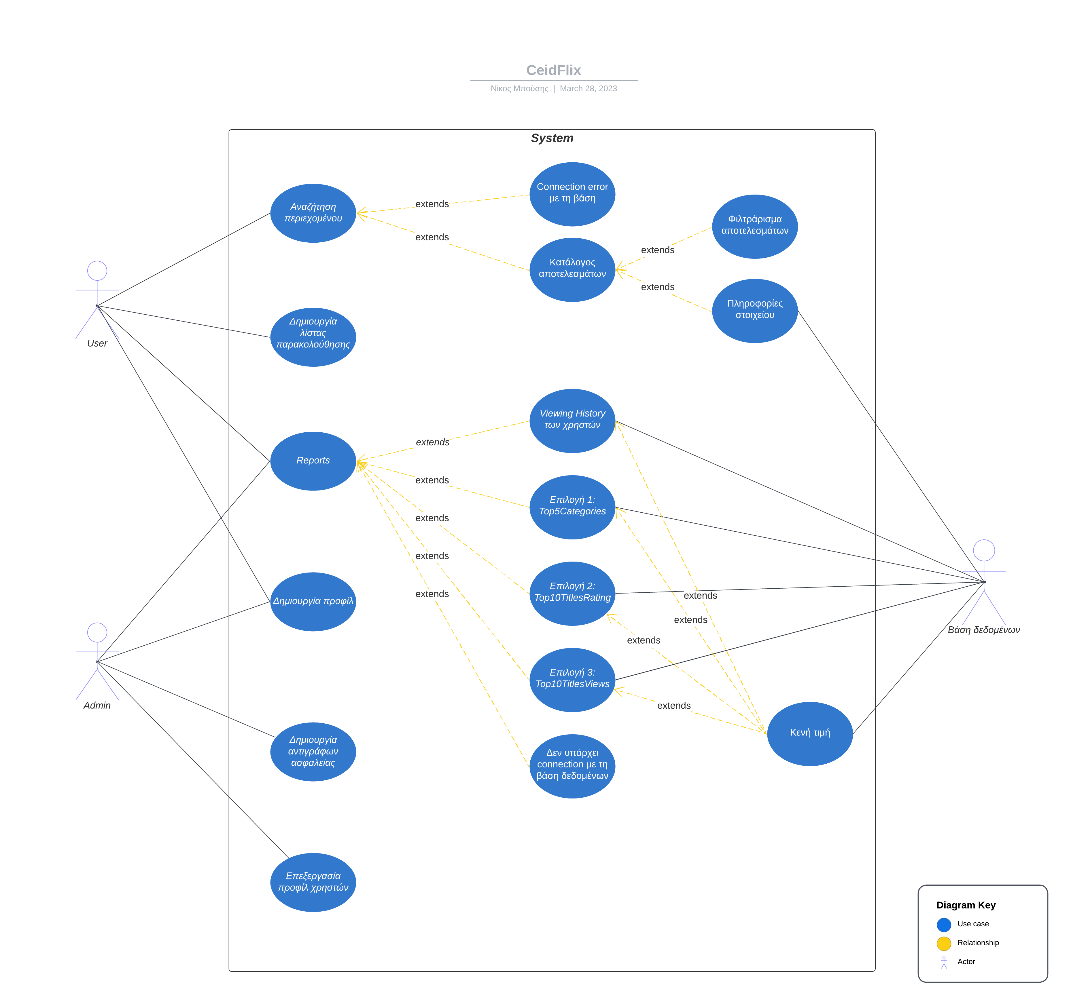 CeidFlix
Νίκος Μπούσης | March 28, 2023
System
Αναζήτηση
περιεχομένου
extends
Connection error
με τη βάση
extends
Κατάλογος
αποτελεσμάτων
extends
Φιλτράρισμα
αποτελεσμάτων
extends
Πληροφορίες
στοιχείου
User
Δημιουργία
λίστας
παρακολούθησης
Reports
extends
Viewing History
των χρηστών
extends
Επιλογή 1:
Top5Categories
extends
Επιλογή 2:
Top10TitlesRating
extends
Επιλογή 3:
Top10TitlesViews
extends
Δεν υπάρχει
connection με τη
βάση δεδομένων
extends
extends
extends
extends
Κενή τιμή
Βάση δεδομένων
Δημιουργία προφίλ
Admin
Δημιουργία
αντιγράφων
ασφαλείας
Επεξεργασία
προφίλ χρηστών
Diagram Key
Use case
Relationship
Actor